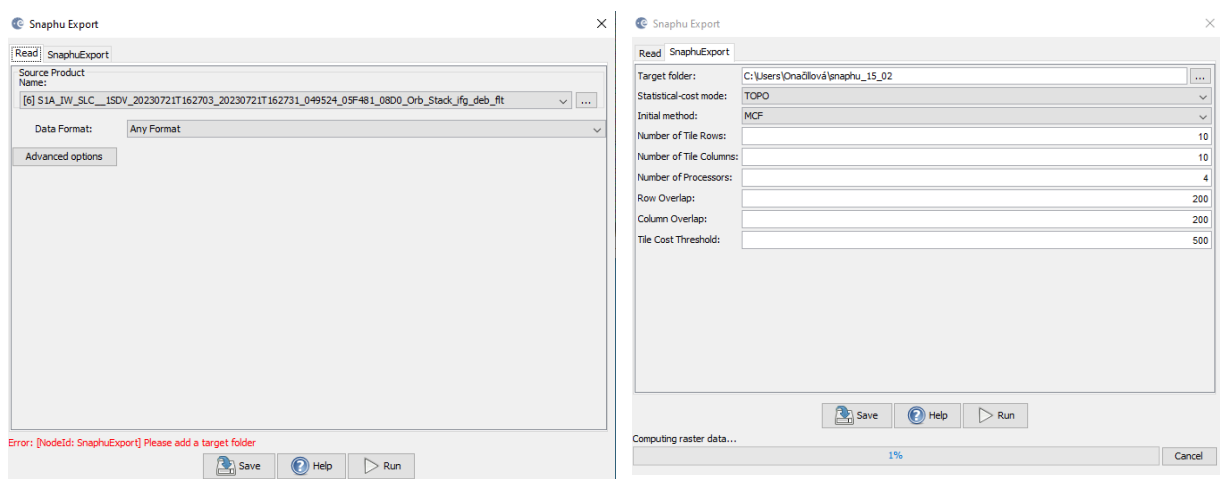 Snaphu Export
Read SnaphuExport
Source Product
Name:
[6] S1A_IW_SLC__1SDV_20230721T162703_20230721T162731_049524_05F481_08D0_Orb_Stack_ifg_deb_flt ...
Data Format: Any Format
Advanced options
Error: [NodeId: SnaphuExport] Please add a target folder
Save Help Run
Snaphu Export
Read SnaphuExport
Target folder: C:\Users\Onačillová\snaphu_15_02 ...
Statistical-cost mode: TOPO
Initial method: MCF
Number of Tile Rows: 10
Number of Tile Columns: 10
Number of Processors: 4
Row Overlap: 200
Column Overlap: 200
Tile Cost Threshold: 500
Save Help Run
Computing raster data...
1% Cancel